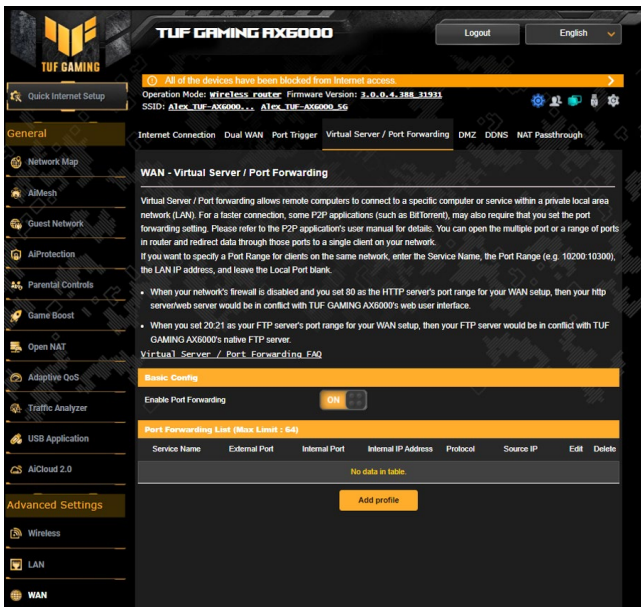 TUF GAMING
TUF GAMING AX6000
Logout
English
All of the devices have been blocked from Internet access.
Operation Mode: Wireless router Firmware Version: 3.0.0.4.388_31931
SSID: Alex_TUF-AX6000... Alex_TUF-AX6000_5G
Quick Internet Setup
General
Network Map
AiMesh
Guest Network
AiProtection
Parental Controls
Game Boost
Open NAT
Adaptive QoS
Traffic Analyzer
USB Application
AiCloud 2.0
Advanced Settings
Wireless
LAN
WAN
Internet Connection Dual WAN Port Trigger Virtual Server / Port Forwarding DMZ DDNS NAT Passthrough
WAN - Virtual Server / Port Forwarding
Virtual Server / Port forwarding allows remote computers to connect to a specific computer or service within a private local area
network (LAN). For a faster connection, some P2P applications (such as BitTorrent), may also require that you set the port
forwarding setting. Please refer to the P2P application's user manual for details. You can open the multiple port or a range of ports
in router and redirect data through those ports to a single client on your network.
If you want to specify a Port Range for clients on the same network, enter the Service Name, the Port Range (e.g. 10200:10300),
the LAN IP address, and leave the Local Port blank.
• When your network's firewall is disabled and you set 80 as the HTTP server's port range for your WAN setup, then your http
server/web server would be in conflict with TUF GAMING AX6000's web user interface.
• When you set 20:21 as your FTP server's port range for your WAN setup, then your FTP server would be in conflict with TUF
GAMING AX6000's native FTP server.
Virtual Server / Port Forwarding FAQ
Basic Config
Enable Port Forwarding ON
Port Forwarding List (Max Limit : 64)
Service Name External Port Internal Port Internal IP Address Protocol Source IP Edit Delete
No data in table.
Add profile